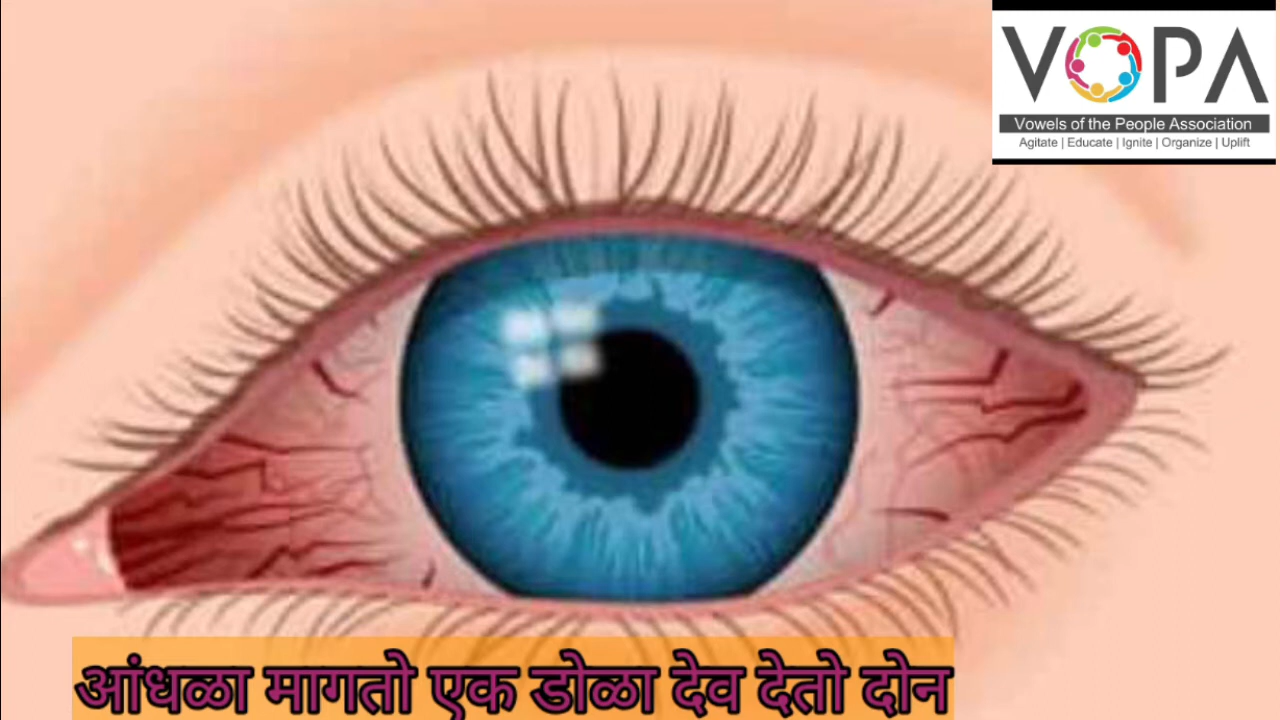 VOPA
Vowels of the People Association
Agitate | Educate | Ignite | Organize | Uplift
आंधळा मागतो एक डोळा देव देतो दोन